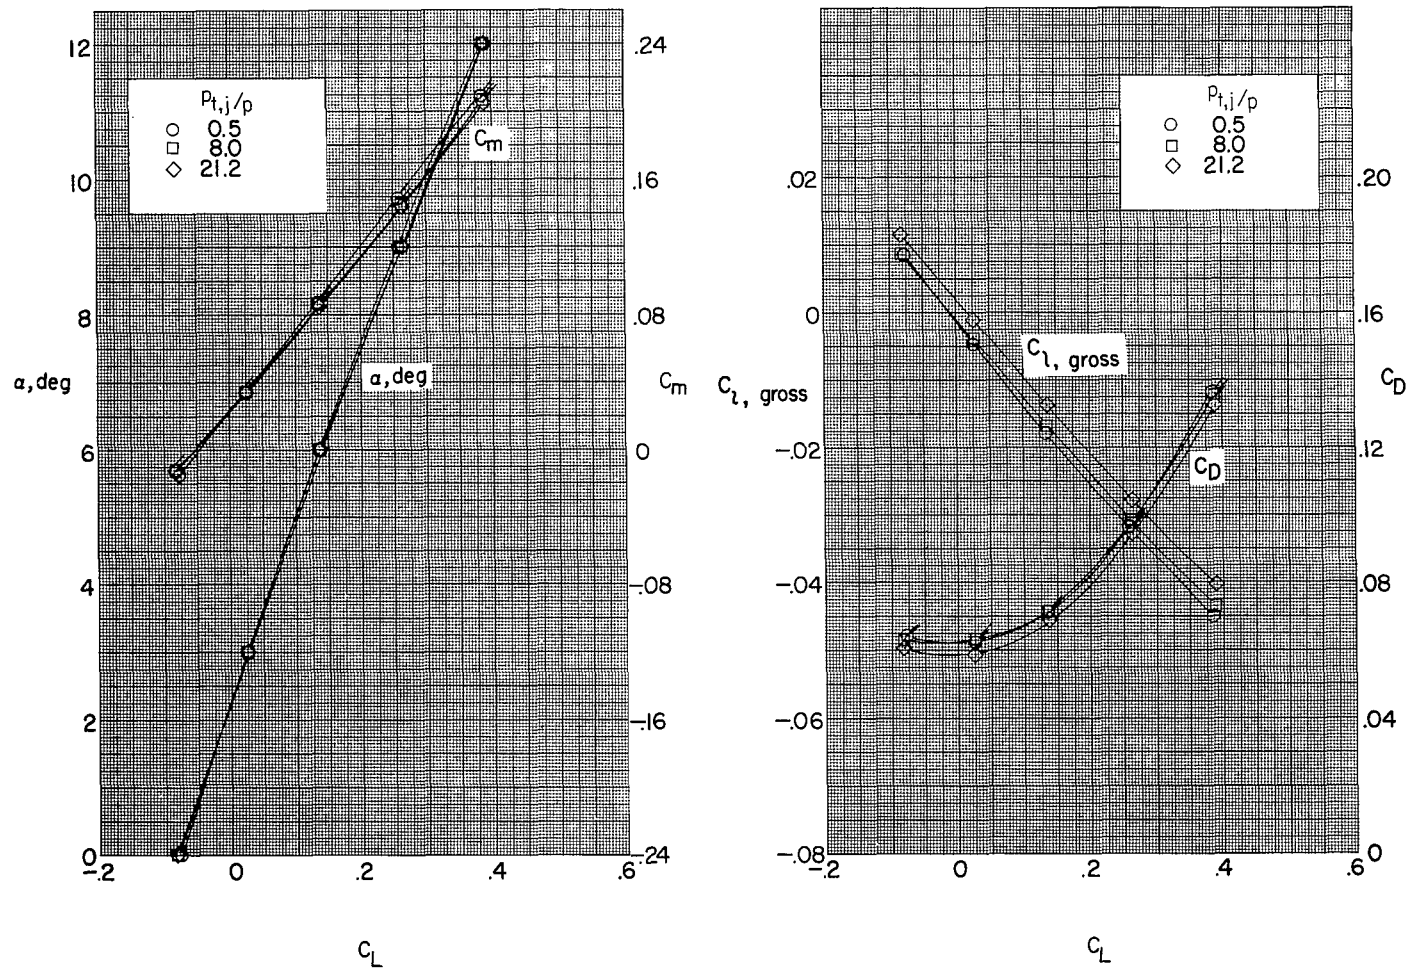 12
10
8
6
4
2
0
α, deg
p_t,j/p
○ 0.5
□ 8.0
◇ 21.2
C_m
α, deg
.24
.16
.08
0
-.08
-.16
-.24
C_m
-.2 0 .2 .4 .6
C_L
.02
0
-.02
-.04
-.06
-.08
C_l, gross
p_t,j/p
○ 0.5
□ 8.0
◇ 21.2
C_l, gross
C_D
.20
.16
.12
.08
.04
0
C_D
-.2 0 .2 .4 .6
C_L